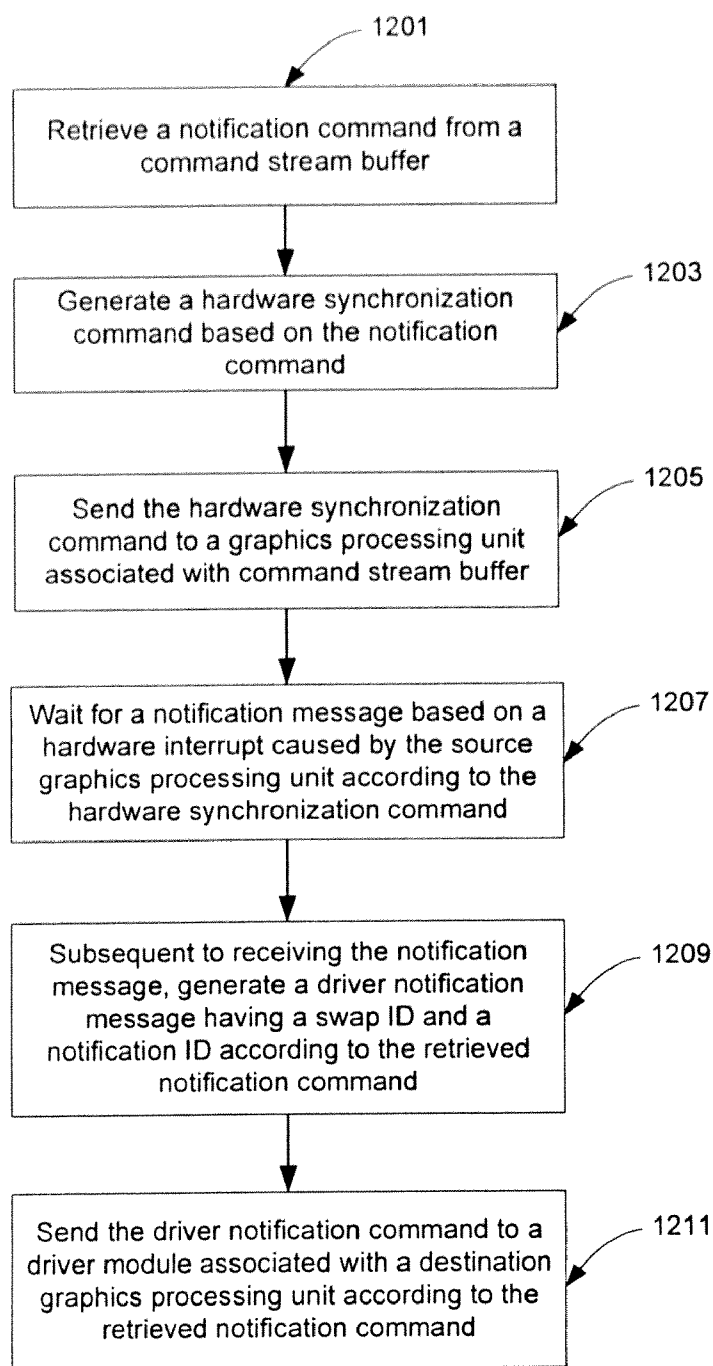 1201
Retrieve a notification command from a
command stream buffer
1203
Generate a hardware synchronization
command based on the notification
command
1205
Send the hardware synchronization
command to a graphics processing unit
associated with command stream buffer
1207
Wait for a notification message based on a
hardware interrupt caused by the source
graphics processing unit according to the
hardware synchronization command
1209
Subsequent to receiving the notification
message, generate a driver notification
message having a swap ID and a
notification ID according to the retrieved
notification command
1211
Send the driver notification command to a
driver module associated with a destination
graphics processing unit according to the
retrieved notification command